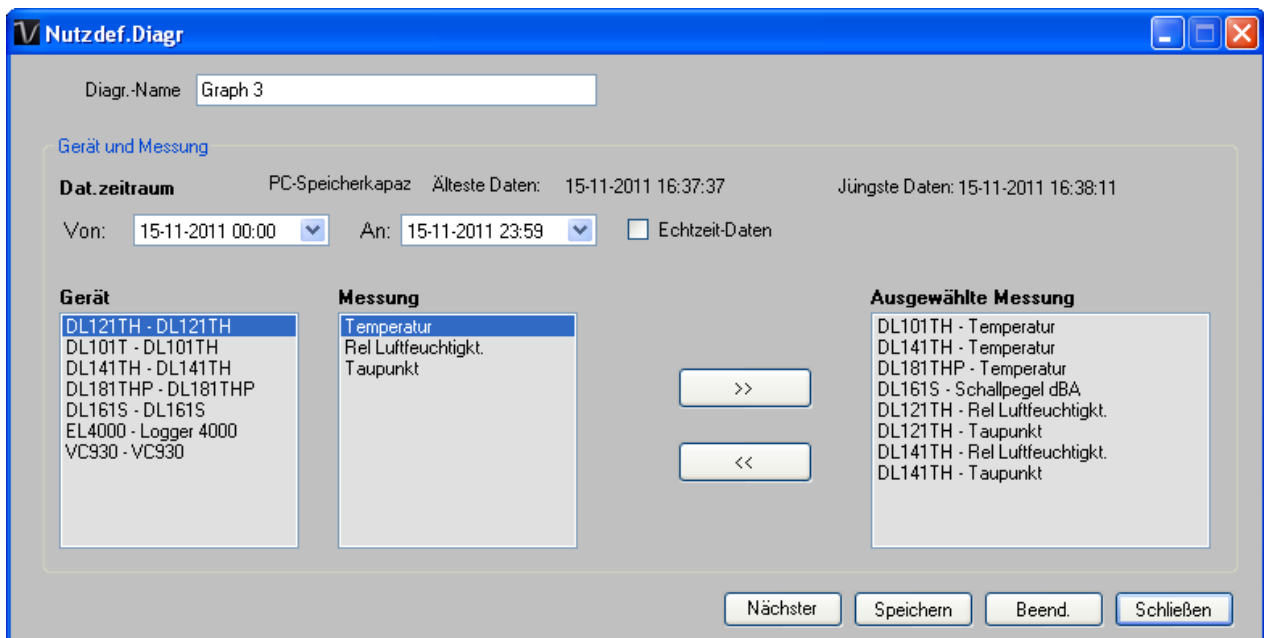 Nutzdef.Diagr
Diagr.-Name Graph 3
Gerät und Messung
Dat.zeitraum PC-Speicherkapaz Älteste Daten: 15-11-2011 16:37:37 Jüngste Daten: 15-11-2011 16:38:11
Von: 15-11-2011 00:00 An: 15-11-2011 23:59 Echtzeit-Daten
Gerät
DL121TH - DL121TH
DL101T - DL101TH
DL141TH - DL141TH
DL181THP - DL181THP
DL161S - DL161S
EL4000 - Logger 4000
VC930 - VC930
Messung
Temperatur
Rel Luftfeuchtigkt.
Taupunkt
>>
<<
Ausgewählte Messung
DL101TH - Temperatur
DL141TH - Temperatur
DL181THP - Temperatur
DL161S - Schallpegel dBA
DL121TH - Rel Luftfeuchtigkt.
DL121TH - Taupunkt
DL141TH - Rel Luftfeuchtigkt.
DL141TH - Taupunkt
Nächster Speichern Beend. Schließen